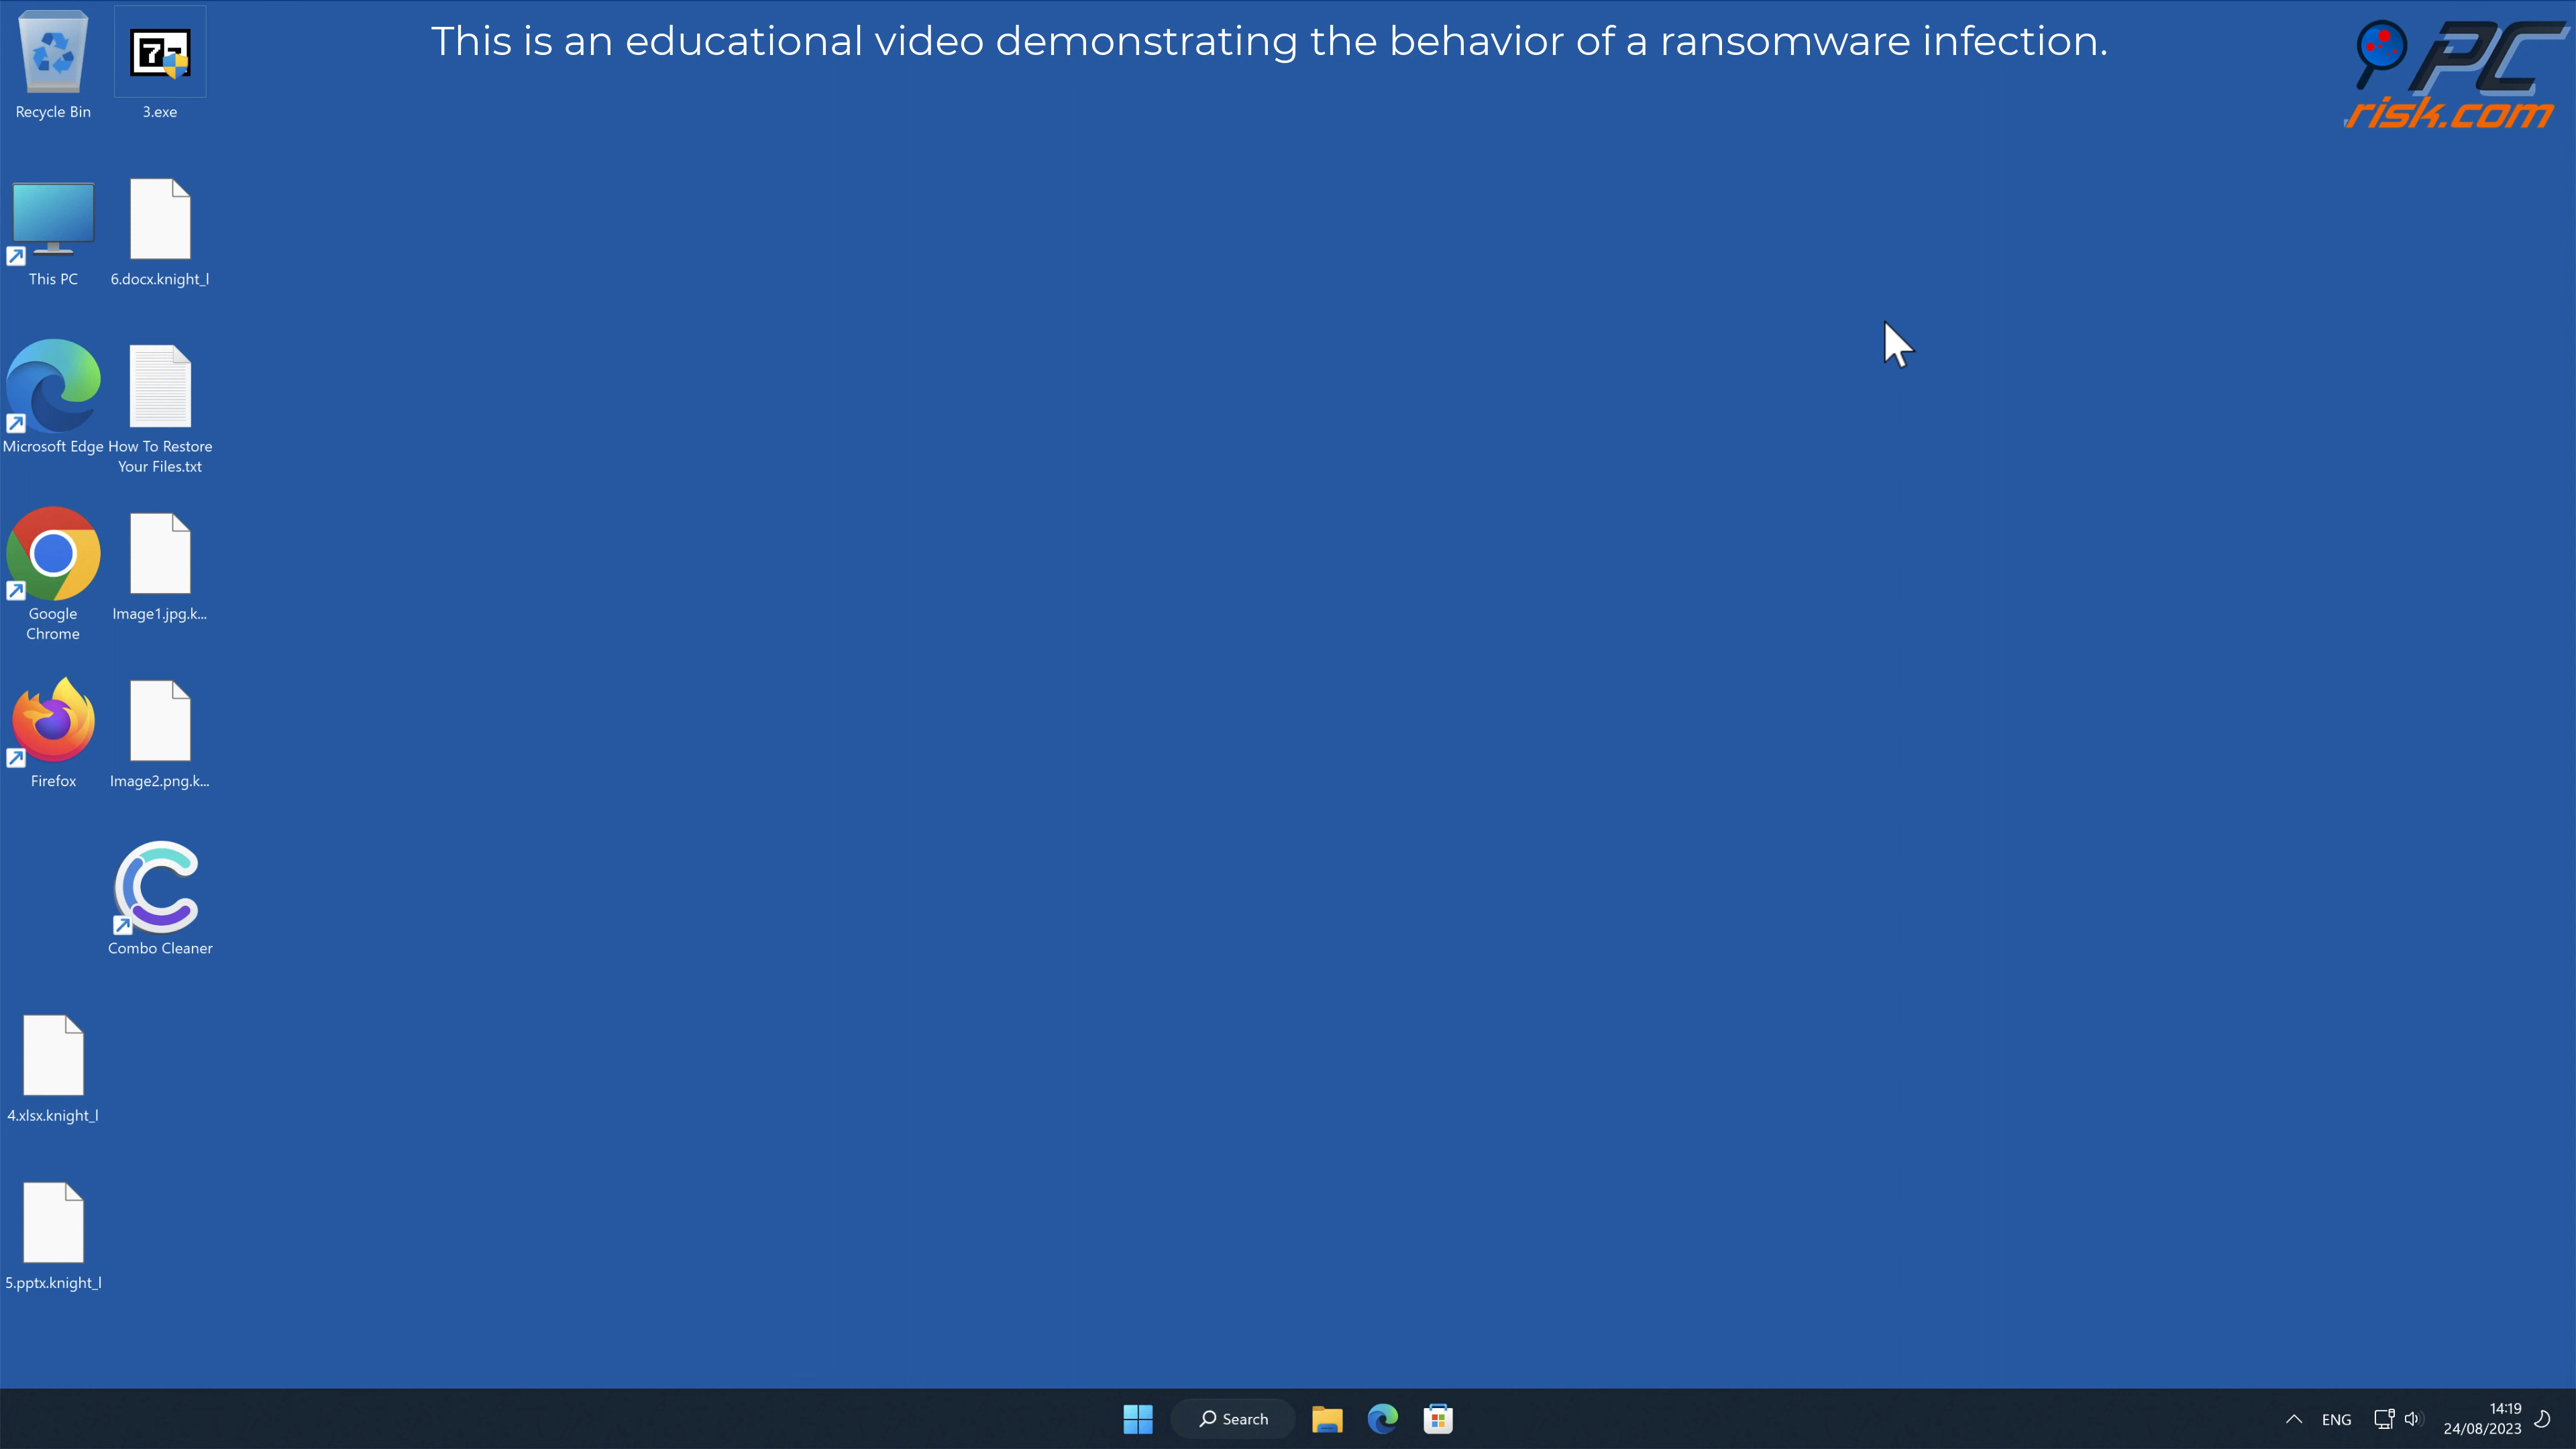 This is an educational video demonstrating the behavior of a ransomware infection.
PC
risk.com
Recycle Bin
3.exe
This PC
6.docx.knight_l
Microsoft Edge
How To Restore
Your Files.txt
Google
Chrome
Image1.jpg.k...
Firefox
Image2.png.k...
Combo Cleaner
4.xlsx.knight_l
5.pptx.knight_l
Search
ENG
14:19
24/08/2023